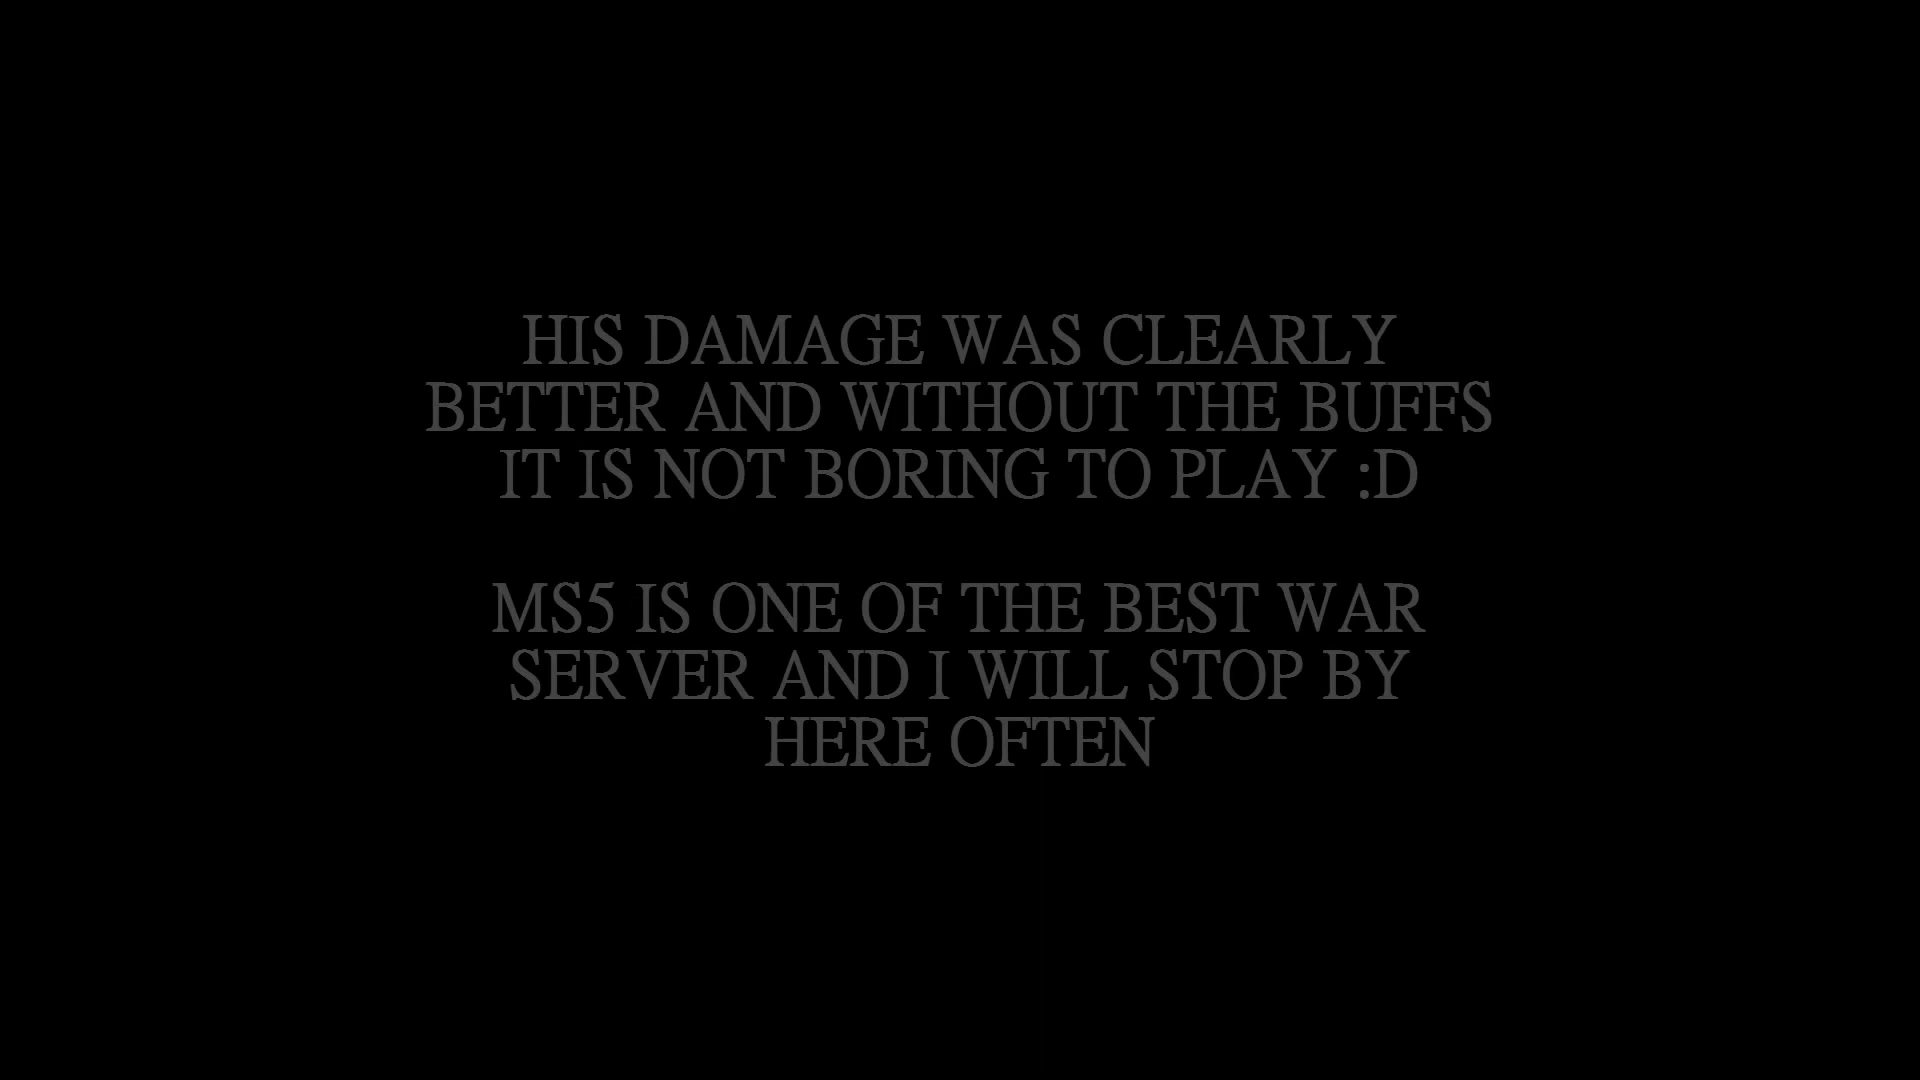 HIS DAMAGE WAS CLEARLY
BETTER AND WITHOUT THE BUFFS
IT IS NOT BORING TO PLAY :D
MS5 IS ONE OF THE BEST WAR
SERVER AND I WILL STOP BY
HERE OFTEN